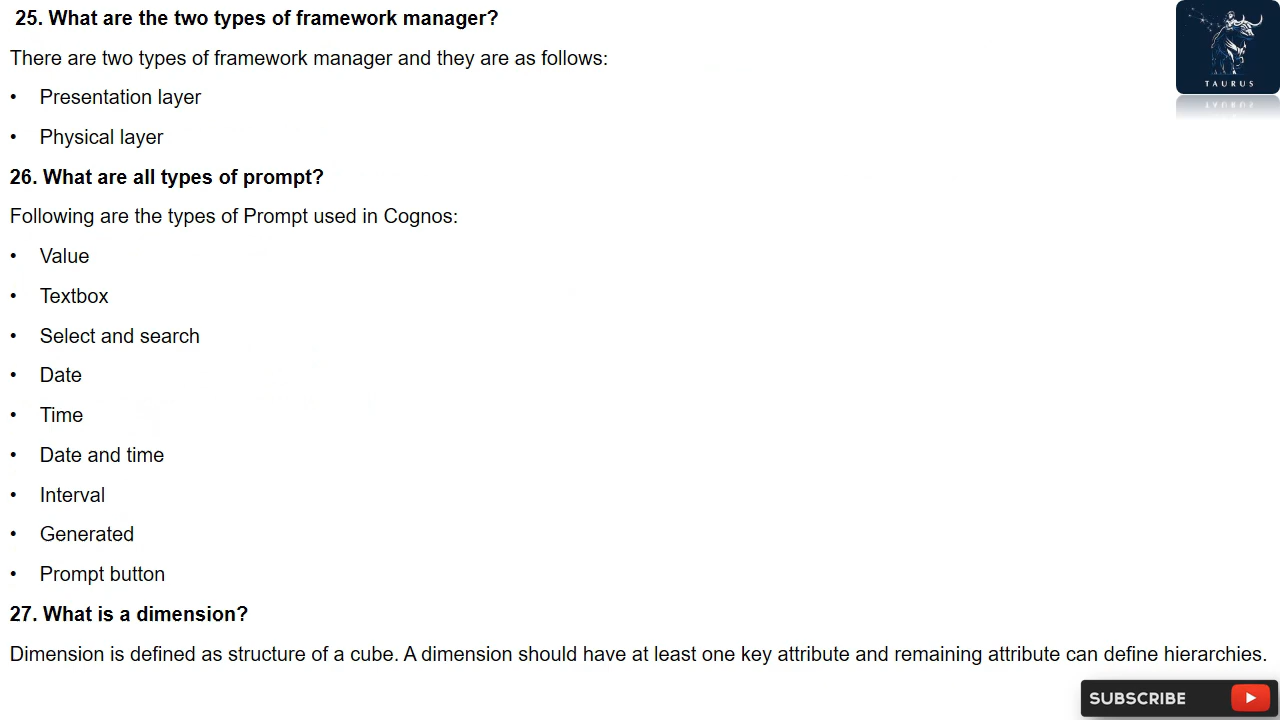 25. What are the two types of framework manager?
There are two types of framework manager and they are as follows:
• Presentation layer
• Physical layer
26. What are all types of prompt?
Following are the types of Prompt used in Cognos:
• Value
• Textbox
• Select and search
• Date
• Time
• Date and time
• Interval
• Generated
• Prompt button
27. What is a dimension?
Dimension is defined as structure of a cube. A dimension should have at least one key attribute and remaining attribute can define hierarchies.
TAURUS
SUBSCRIBE